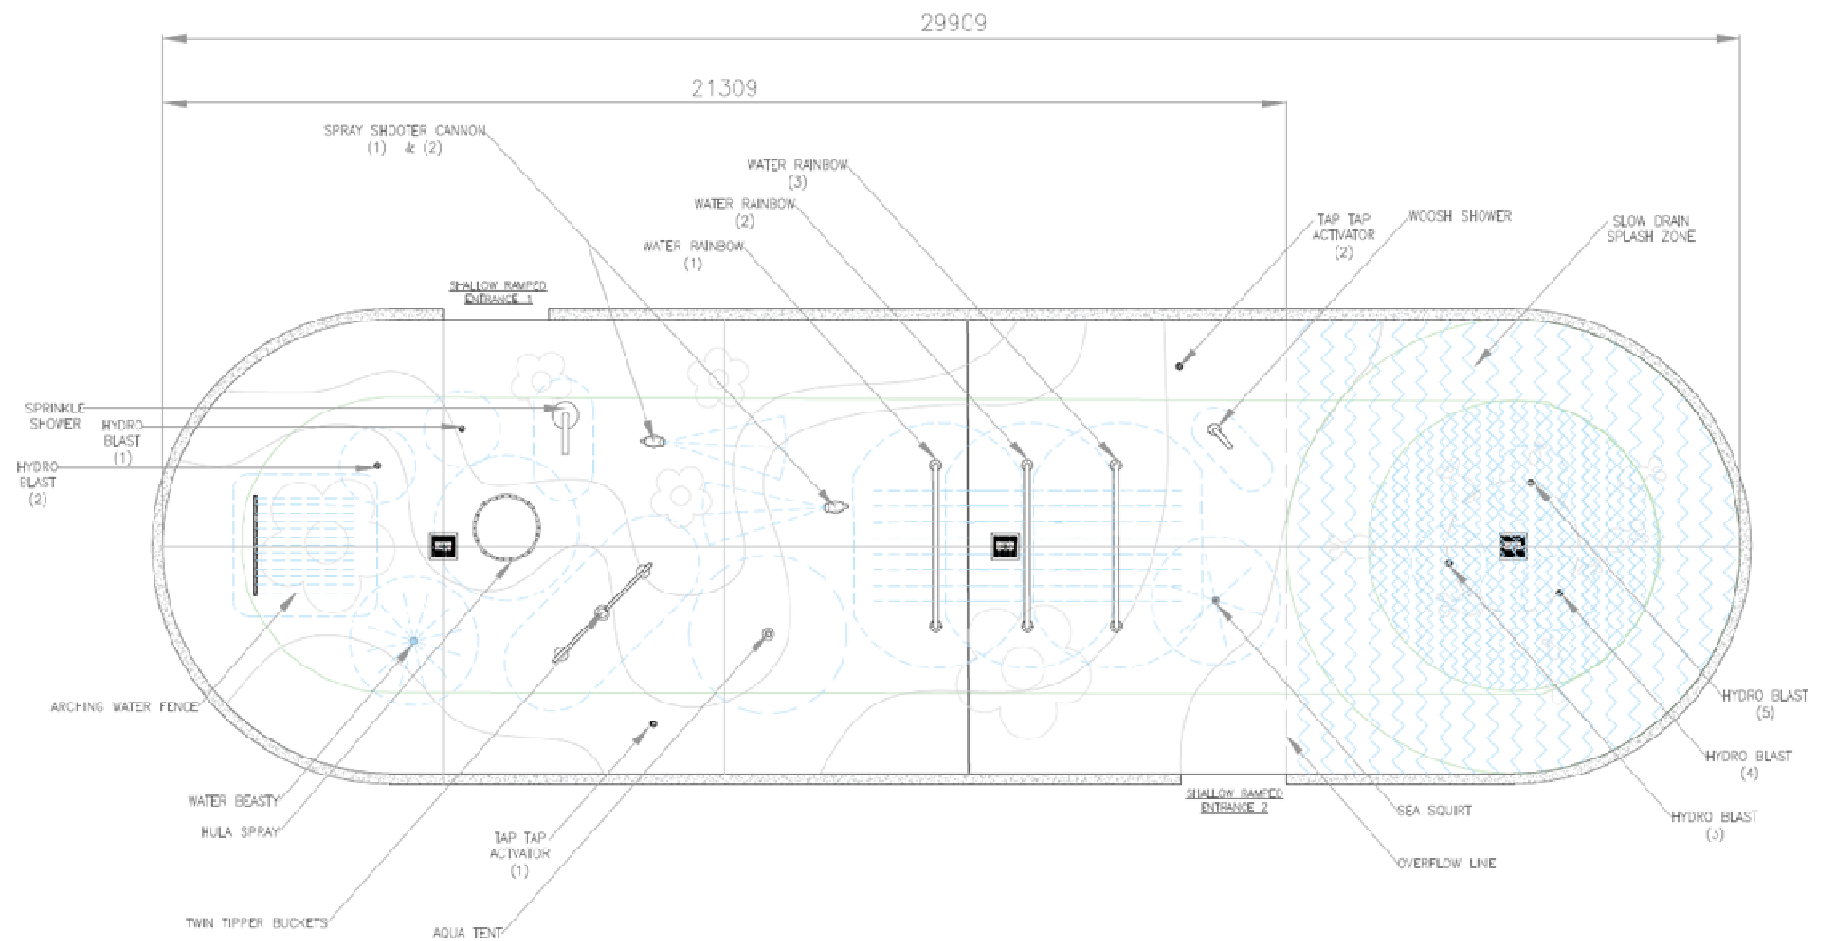 29909
21309
SPRAY SHOOTER CANNON
(1) & (2)
WATER RAINBOW
(3)
WATER RAINBOW
(2)
WATER RAINBOW
(1)
TAP TAP
ACTIVATOR
(2)
WOOSH SHOWER
SLOW DRAIN
SPLASH ZONE
SHALLOW RAMPED
ENTRANCE 1
SPRINKLE
SHOWER
HYDRO
BLAST
(1)
HYDRO
BLAST
(2)
ARCHING WATER FENCE
WATER BEASTY
HULA SPRAY
TAP TAP
ACTIVATOR
(1)
TWIN TIPPER BUCKETS
AQUA TENT
SHALLOW RAMPED
ENTRANCE 2
SEA SQUIRT
OVERFLOW LINE
HYDRO BLAST
(5)
HYDRO BLAST
(4)
HYDRO BLAST
(3)